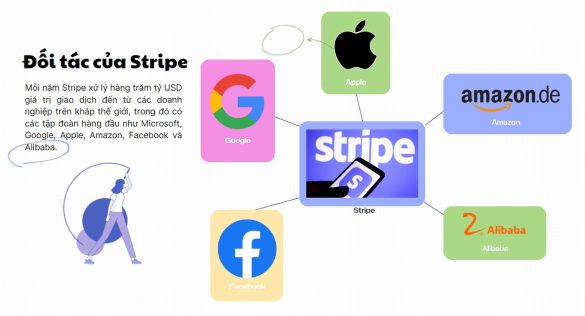 Đối tác của Stripe
Mỗi năm Stripe xử lý hàng trăm tỷ USD
giá trị giao dịch đến từ các doanh
nghiệp trên khắp thế giới, trong đó có
các tập đoàn hàng đầu như Microsoft,
Google, Apple, Amazon, Facebook và
Alibaba.
Apple
Google
amazon.de
Amazon
stripe
S
Stripe
Facebook
Alibaba
Alibaba